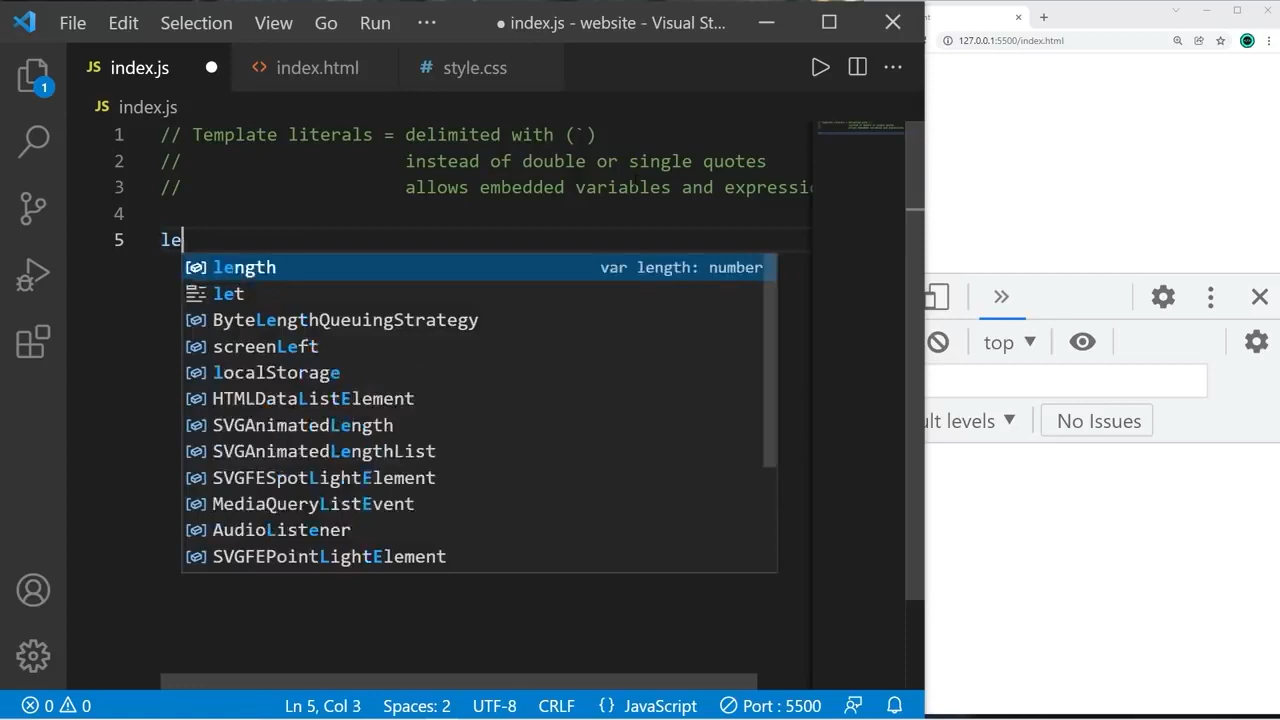 File Edit Selection View Go Run ··· ● index.js - website - Visual St...
JS index.js ● <> index.html # style.css
JS index.js
1 // Template literals = delimited with (`)
2 // instead of double or single quotes
3 // allows embedded variables and expressi
4
5 le
length var length: number
let
ByteLengthQueuingStrategy
screenLeft
localStorage
HTMLDataListElement
SVGAnimatedLength
SVGAnimatedLengthList
SVGFESpotLightElement
MediaQueryListEvent
AudioListener
SVGFEPointLightElement
1
0 0 Ln 5, Col 3 Spaces: 2 UTF-8 CRLF {} JavaScript Port : 5500
127.0.0.1:5500/index.html
top
ult levels No Issues